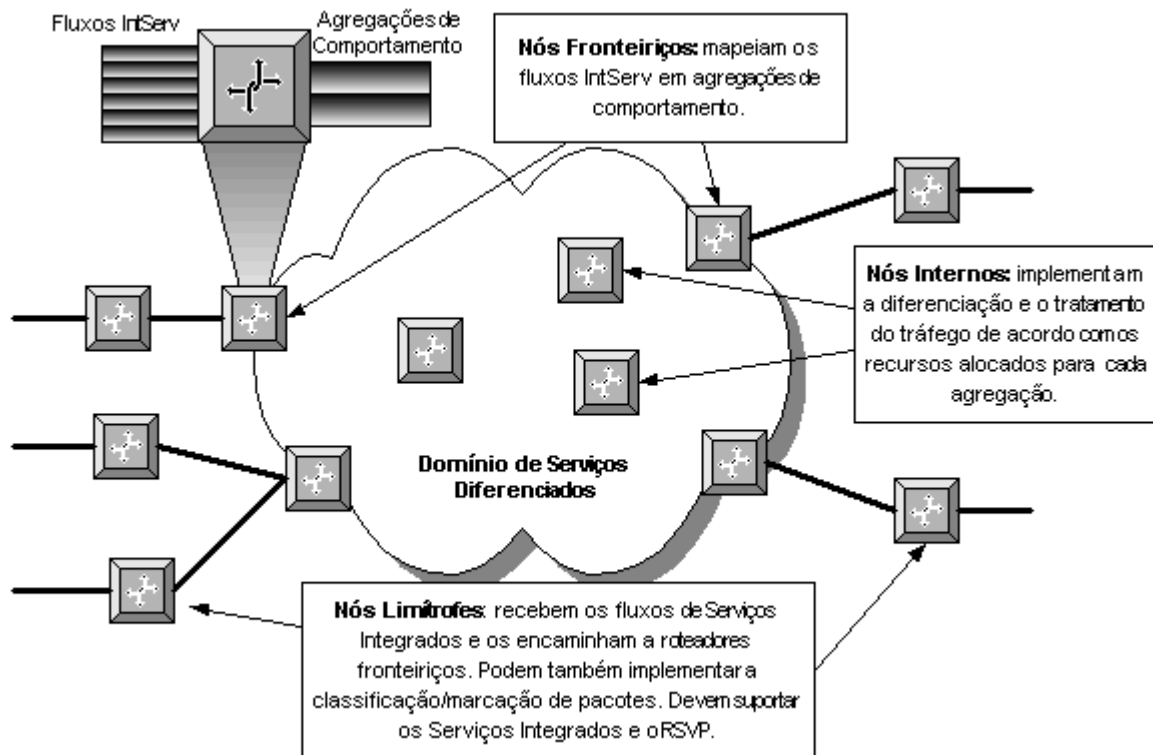 Fluxos IntServ
Agregações de
Comportamento
Nós Fronteiriços: mapeiam os
fluxos IntServ em agregações de
comportamento.
Nós Internos: implementam
a diferenciação e o tratamento
do tráfego de acordo com os
recursos alocados para cada
agregação.
Domínio de Serviços
Diferenciados
Nós Limítrofes: recebem os fluxos de Serviços
Integrados e os encaminham a roteadores
fronteiriços. Podem também implementar a
classificação/marcação de pacotes. Devem suportar
os Serviços Integrados e o RSVP.